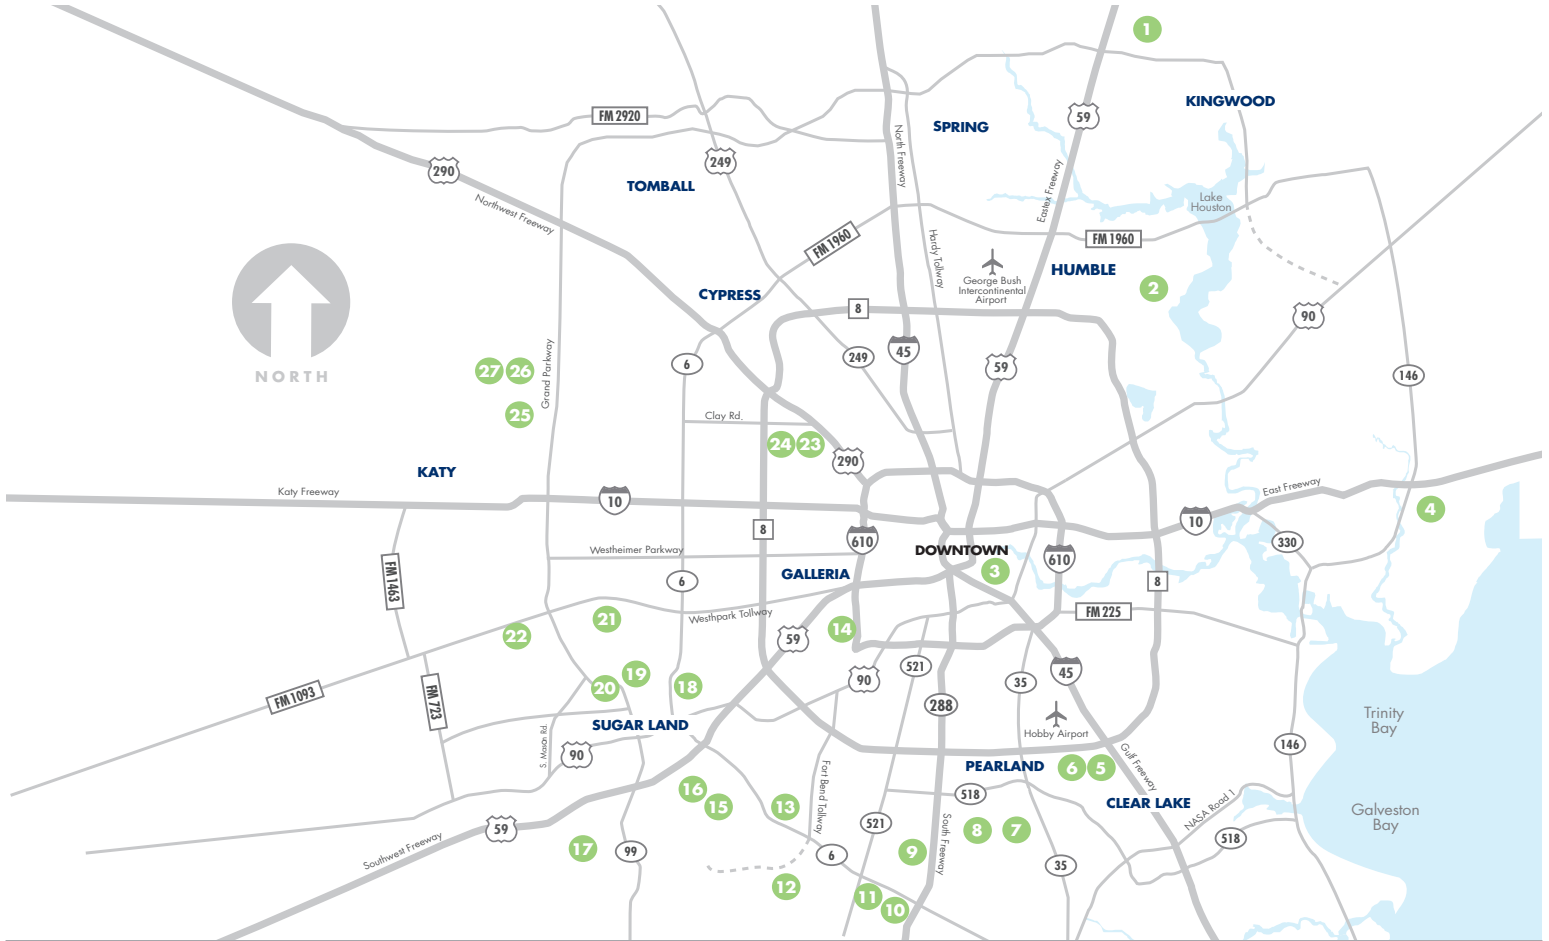 1
KINGWOOD
59
SPRING
FM 2920
North Freeway
249
290
TOMBALL
Eastex Freeway
Lake
Houston
Northwest Freeway
FM 1960
Hardy Tollway
FM 1960
George Bush
Intercontinental
Airport
HUMBLE
2
CYPRESS
8
90
NORTH
27
26
Grand Parkway
6
249
45
59
146
25
Clay Rd.
24
23
290
KATY
Katy Freeway
10
East Freeway
4
8
610
10
330
Westheimer Parkway
DOWNTOWN
610
FM 1463
GALLERIA
3
6
8
FM 225
Westhpark Tollway
21
22
14
59
521
45
19
20
18
90
35
FM 1093
FM 723
288
SUGAR LAND
Hobby Airport
Trinity
Bay
S. Mason Rd.
90
146
Gulf Freeway
PEARLAND
6
5
Fort Bend Tollway
16
15
13
518
CLEAR LAKE
NASA Road 1
Galveston
Bay
59
Southwest Freeway
17
99
6
521
9
South Freeway
8
7
35
518
12
11
10